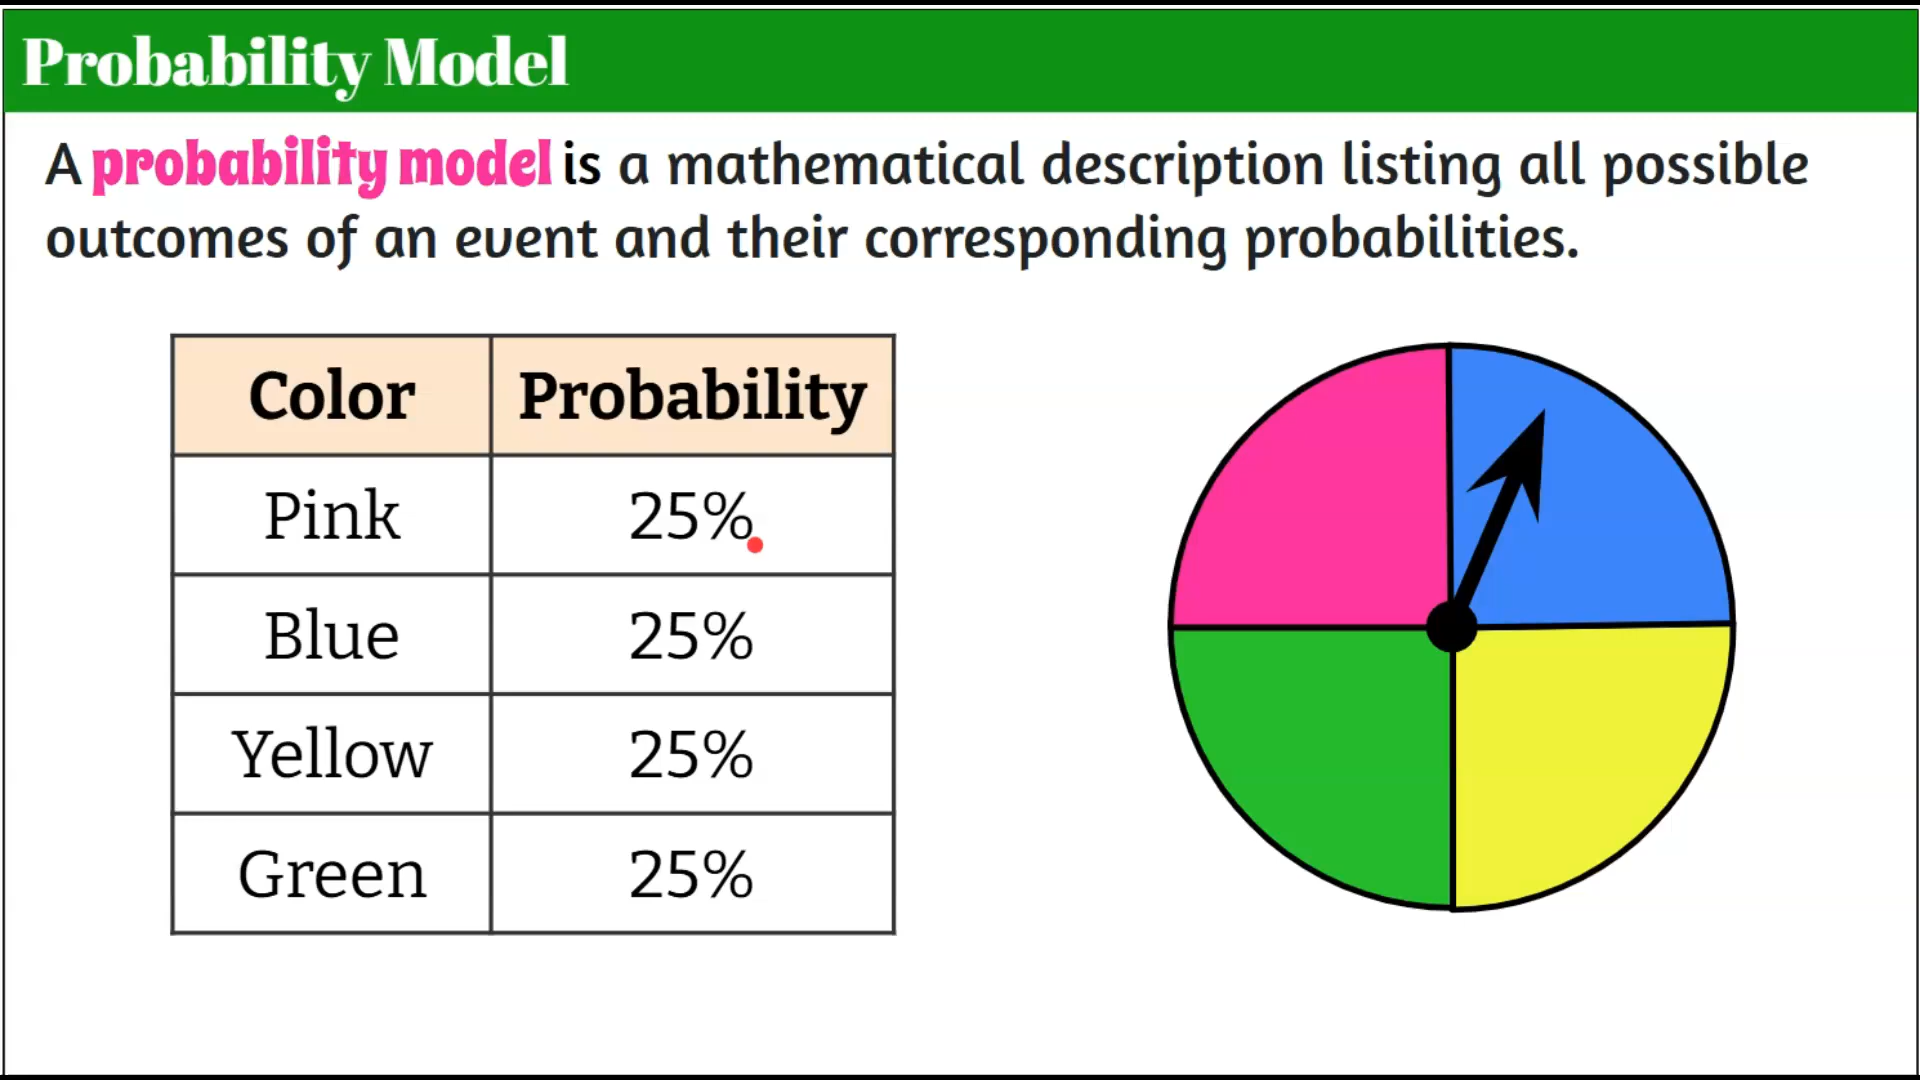 Probability Model
A probability model is a mathematical description listing all possible
outcomes of an event and their corresponding probabilities.
Color Probability
Pink 25%
Blue 25%
Yellow 25%
Green 25%